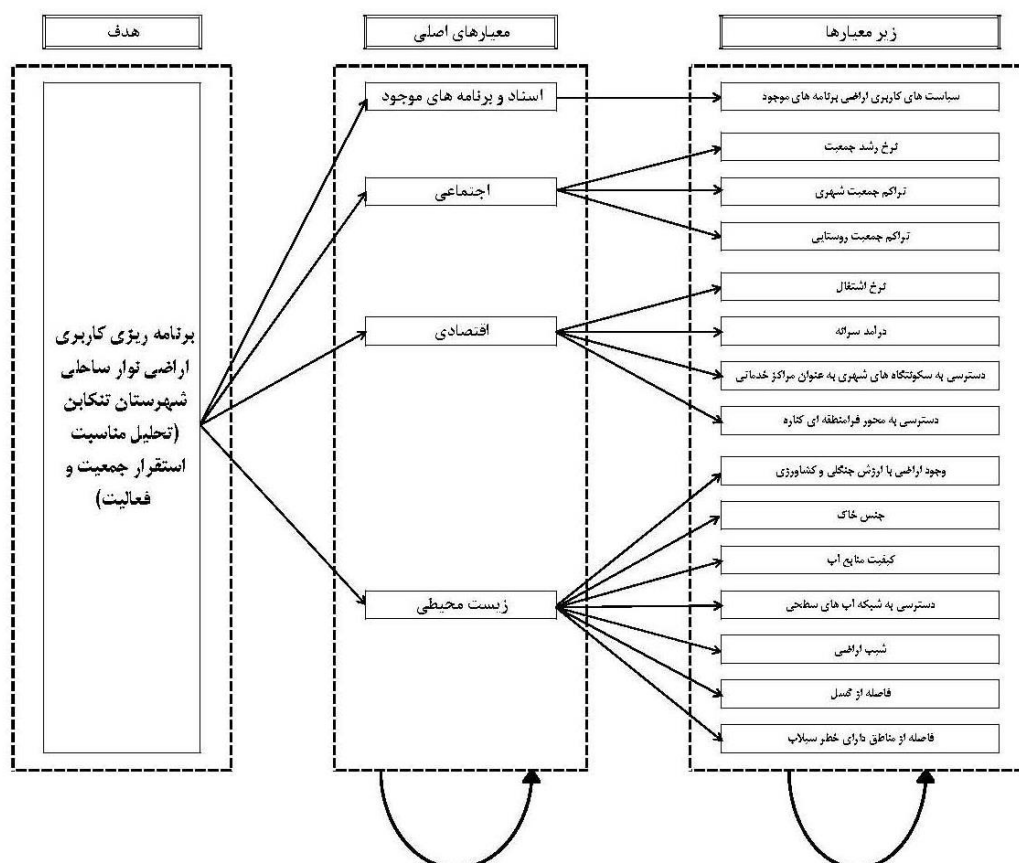 هدف
معیارهای اصلی
زیر معیارها
برنامه ریزی کاربری
اراضی نوار ساحلی
شهرستان تنکابن
(تحلیل مناسبت
استقرار جمعیت و
فعالیت)
اسناد و برنامه های موجود
اجتماعی
اقتصادی
زیست محیطی
سیاست های کاربری اراضی برنامه های موجود
نرخ رشد جمعیت
تراکم جمعیت شهری
تراکم جمعیت روستایی
نرخ اشتغال
درآمد سرانه
دسترسی به سکونتگاه های شهری به عنوان مراکز خدماتی
دسترسی به محور فرامنطقه ای کناره
وجود اراضی با ارزش جنگلی و کشاورزی
جنس خاک
کیفیت منابع آب
دسترسی به شبکه آب های سطحی
شیب اراضی
فاصله از گسل
فاصله از مناطق دارای خطر سیلاب